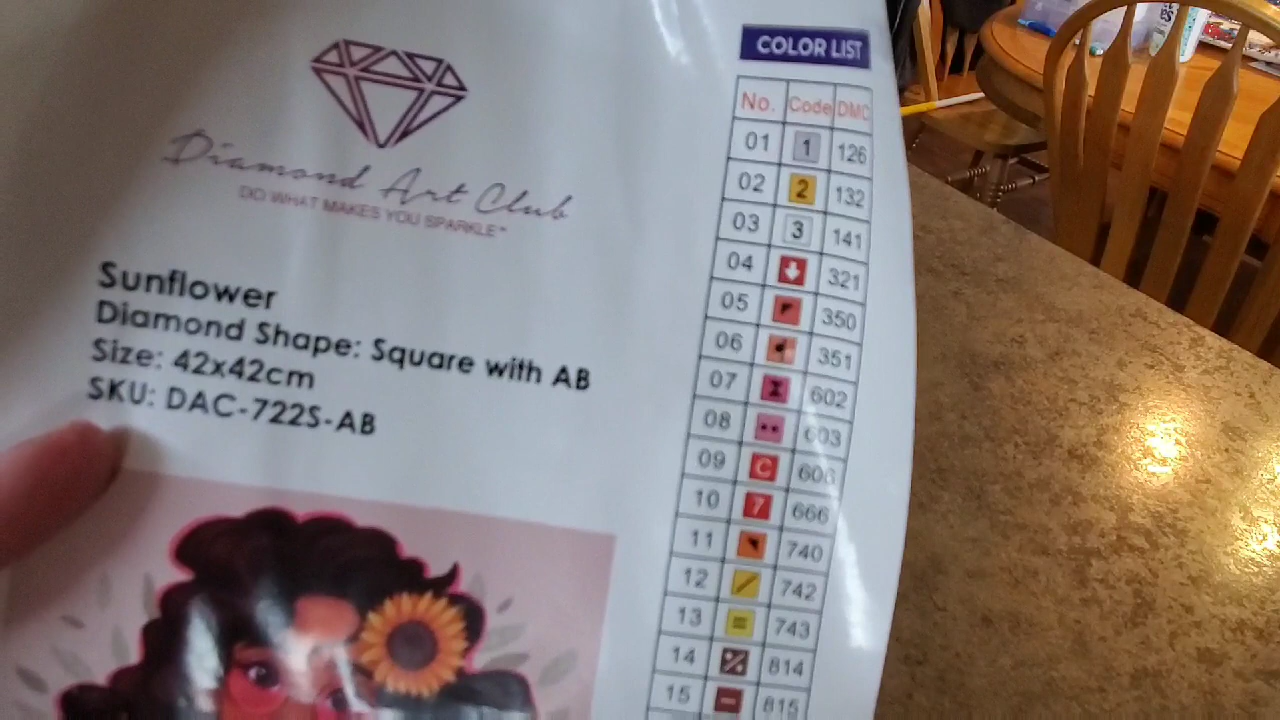 Diamond Art Club
DO WHAT MAKES YOU SPARKLE™
Sunflower
Diamond Shape: Square with AB
Size: 42x42cm
SKU: DAC-722S-AB
COLOR LIST
No. Code DMC
01 1 126
02 2 132
03 3 141
04 321
05 350
06 351
07 602
08 603
09 C 606
10 7 666
11 740
12 742
13 743
14 814
15 815